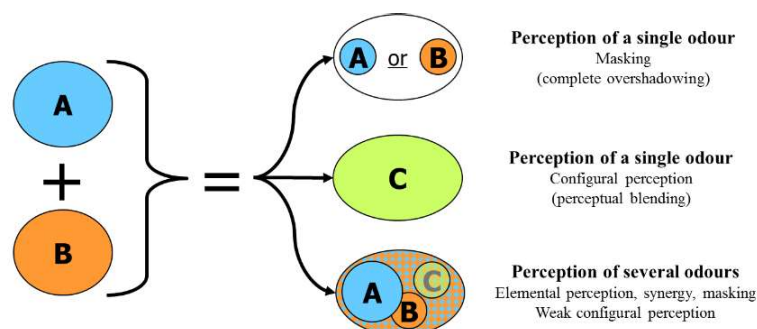 A
+
B
=
A or B
Perception of a single odour
Masking
(complete overshadowing)
C
Perception of a single odour
Configural perception
(perceptual blending)
A
B
C
Perception of several odours
Elemental perception, synergy, masking
Weak configural perception